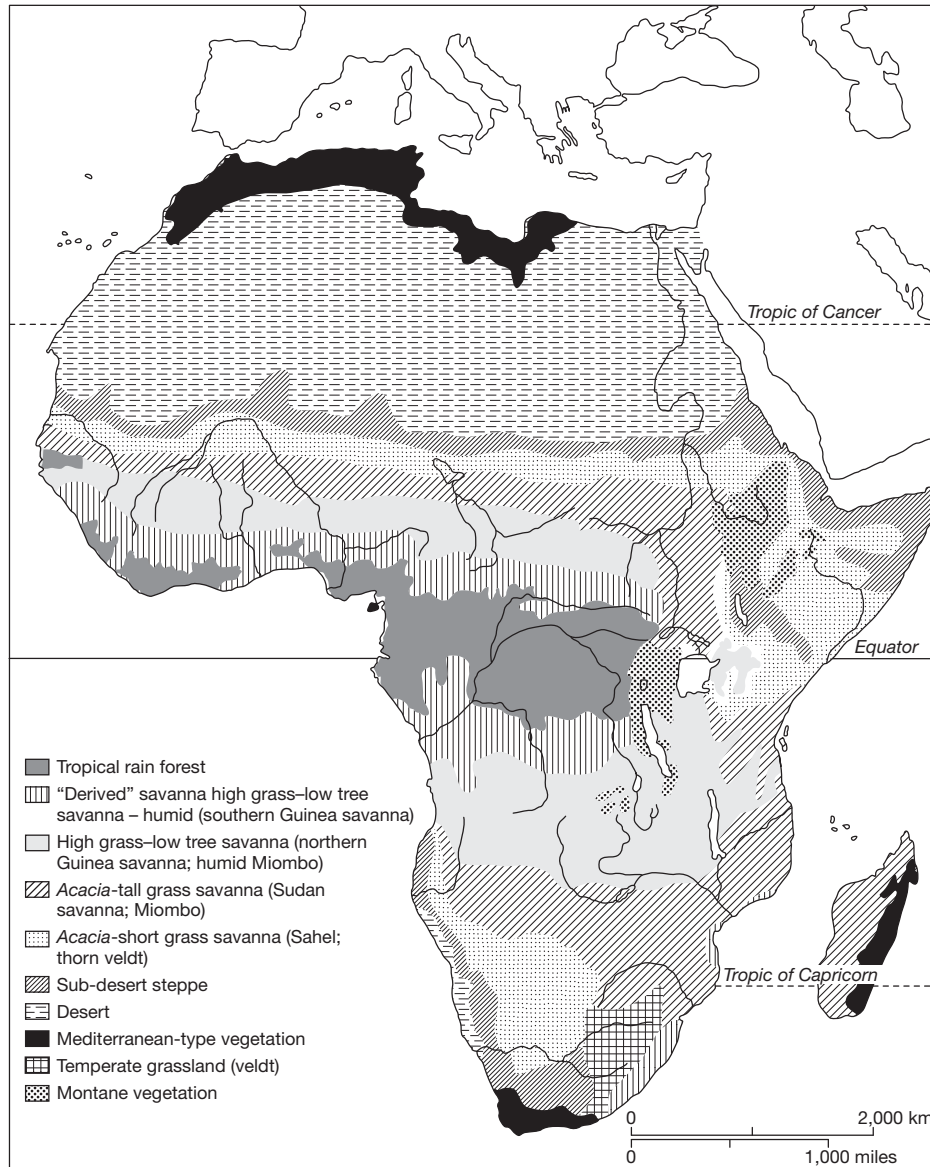 Tropic of Cancer
Equator
Tropical rain forest
“Derived” savanna high grass–low tree
savanna – humid (southern Guinea savanna)
High grass–low tree savanna (northern
Guinea savanna; humid Miombo)
Acacia-tall grass savanna (Sudan
savanna; Miombo)
Acacia-short grass savanna (Sahel;
thorn veldt)
Sub-desert steppe
Desert
Mediterranean-type vegetation
Temperate grassland (veldt)
Montane vegetation
Tropic of Capricorn
0 2,000 km
0 1,000 miles